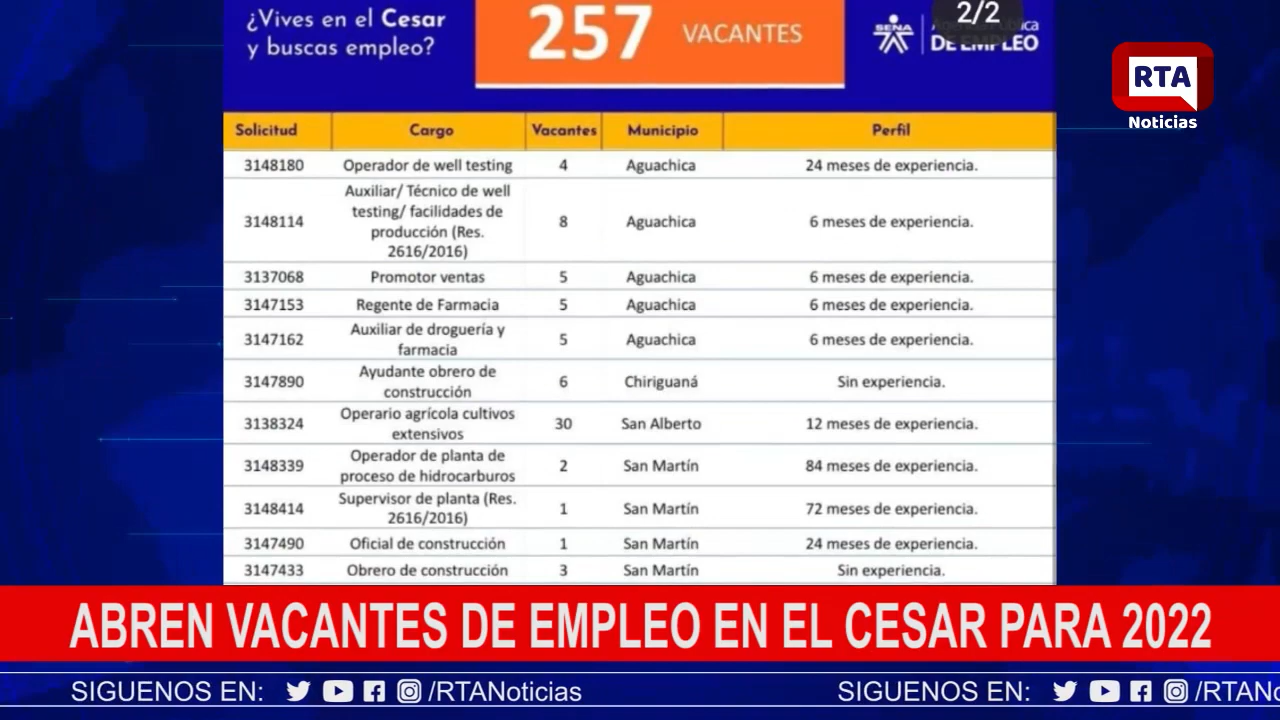 ¿Vives en el Cesar
y buscas empleo?
257 VACANTES
SENA
2/2
DE EMPLEO
RTA
Noticias
Solicitud Cargo Vacantes Municipio Perfil
3148180 Operador de well testing 4 Aguachica 24 meses de experiencia.
Auxiliar/ Técnico de well
testing/ facilidades de
producción (Res.
2616/2016)
3148114 8 Aguachica 6 meses de experiencia.
3137068 Promotor ventas 5 Aguachica 6 meses de experiencia.
3147153 Regente de Farmacia 5 Aguachica 6 meses de experiencia.
Auxiliar de droguería y
farmacia
3147162 5 Aguachica 6 meses de experiencia.
Ayudante obrero de
construcción
3147890 6 Chiriguaná Sin experiencia.
Operario agrícola cultivos
extensivos
3138324 30 San Alberto 12 meses de experiencia.
Operador de planta de
proceso de hidrocarburos
3148339 2 San Martín 84 meses de experiencia.
Supervisor de planta (Res.
2616/2016)
3148414 1 San Martín 72 meses de experiencia.
3147490 Oficial de construcción 1 San Martín 24 meses de experiencia.
3147433 Obrero de construcción 3 San Martín Sin experiencia.
ABREN VACANTES DE EMPLEO EN EL CESAR PARA 2022
SIGUENOS EN: /RTANoticias SIGUENOS EN: /RTANo